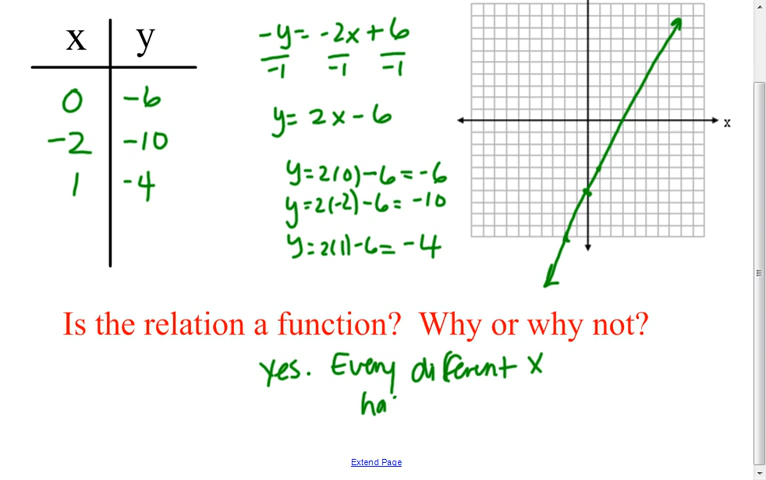 x y
0 -6
-2 -10
1 -4
-y = -2x + 6
-1 -1 -1
y = 2x - 6
y = 2(0) - 6 = -6
y = 2(-2) - 6 = -10
y = 2(1) - 6 = -4
x
Is the relation a function? Why or why not?
Yes. Every different x
ha
Extend Page